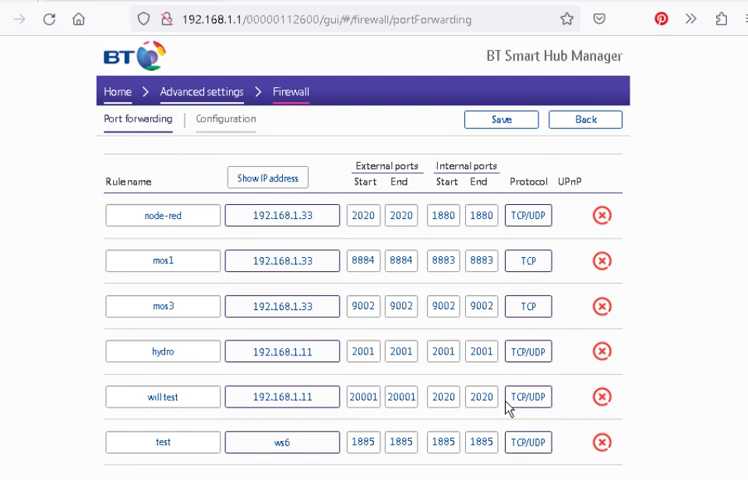 192.168.1.1/00000112600/gui/#/firewall/portForwarding
BT
BT Smart Hub Manager
Home > Advanced settings > Firewall
Port forwarding | Configuration
Save
Back
External ports Internal ports
Rule name Show IP address Start End Start End Protocol UPnP
node-red 192.168.1.33 2020 2020 1880 1880 TCP/UDP
mos1 192.168.1.33 8884 8884 8883 8883 TCP
mos3 192.168.1.33 9002 9002 9002 9002 TCP
hydro 192.168.1.11 2001 2001 2001 2001 TCP/UDP
will test 192.168.1.11 20001 20001 2020 2020 TCP/UDP
test ws6 1885 1885 1885 1885 TCP/UDP